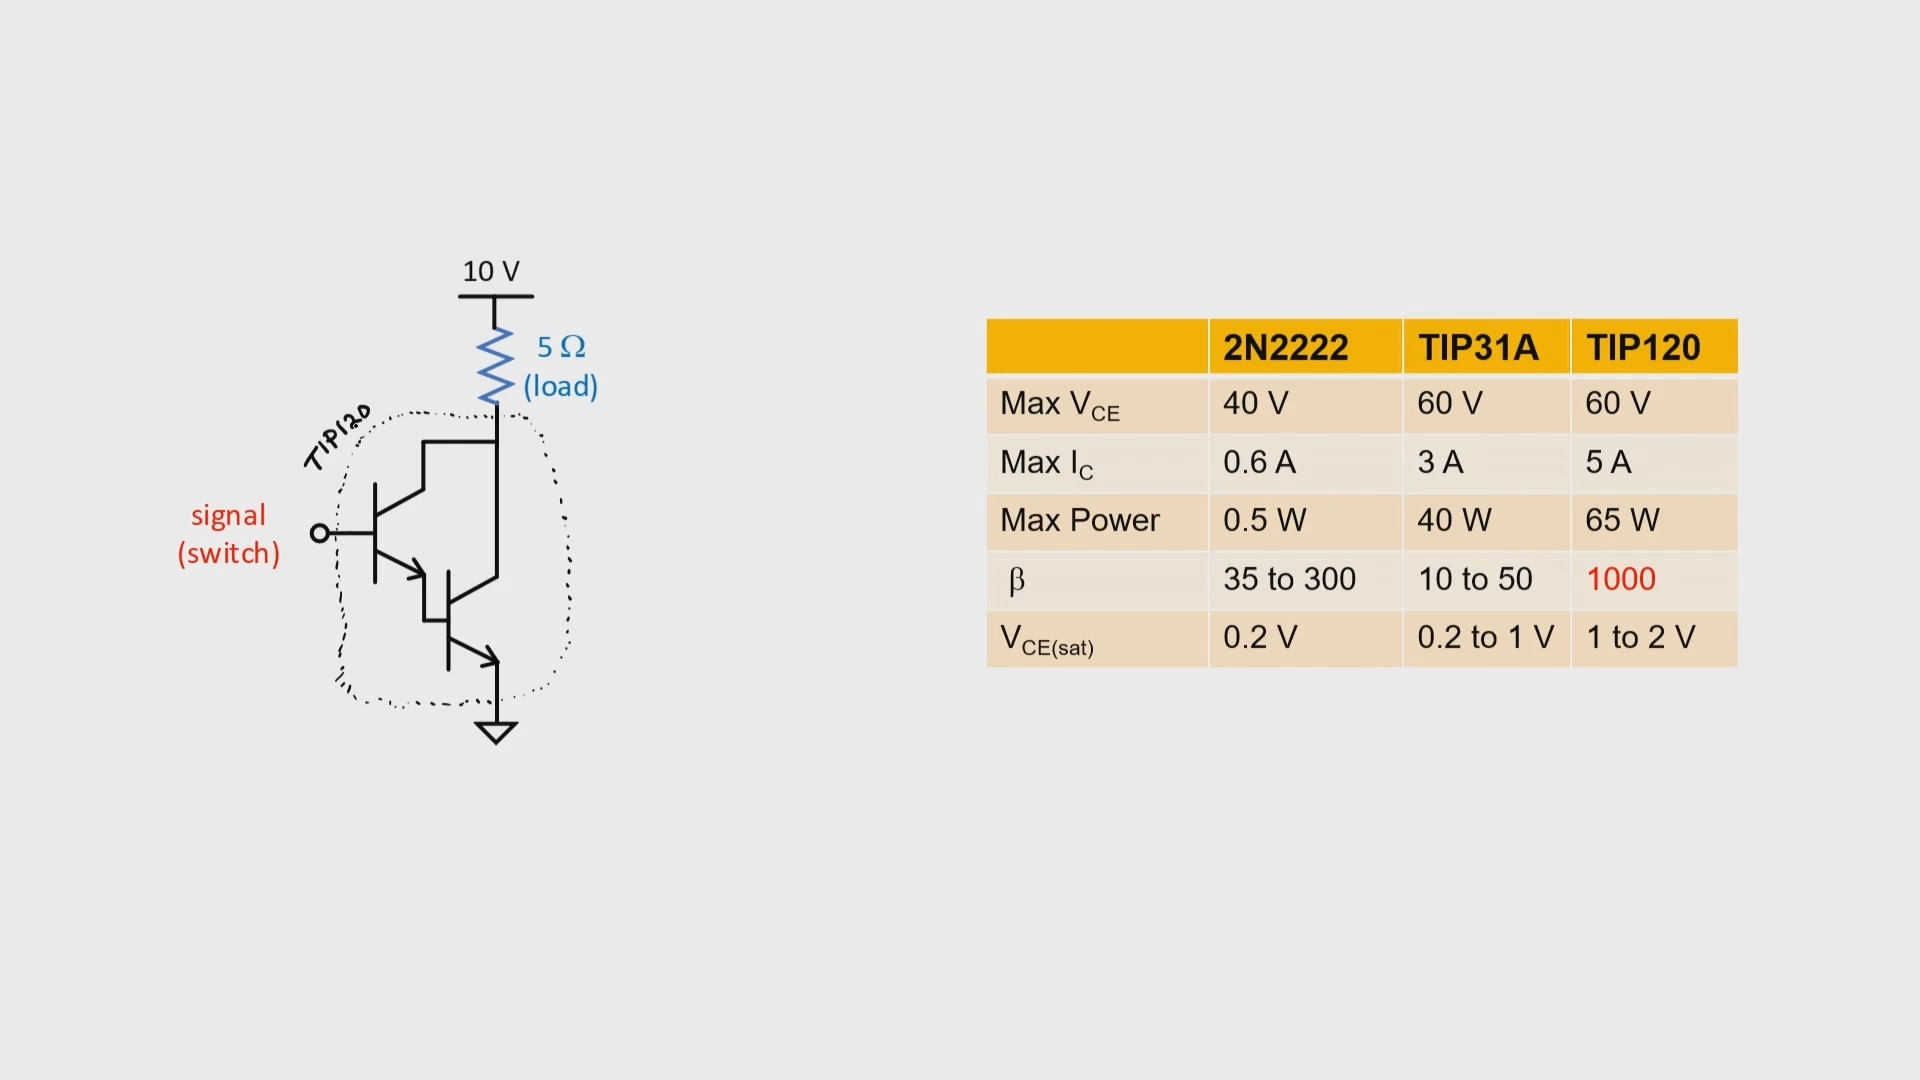 10 V
5 Ω
(load)
TIP120
signal
(switch)
2N2222 TIP31A TIP120
Max VCE 40 V 60 V 60 V
Max IC 0.6 A 3 A 5 A
Max Power 0.5 W 40 W 65 W
β 35 to 300 10 to 50 1000
VCE(sat) 0.2 V 0.2 to 1 V 1 to 2 V